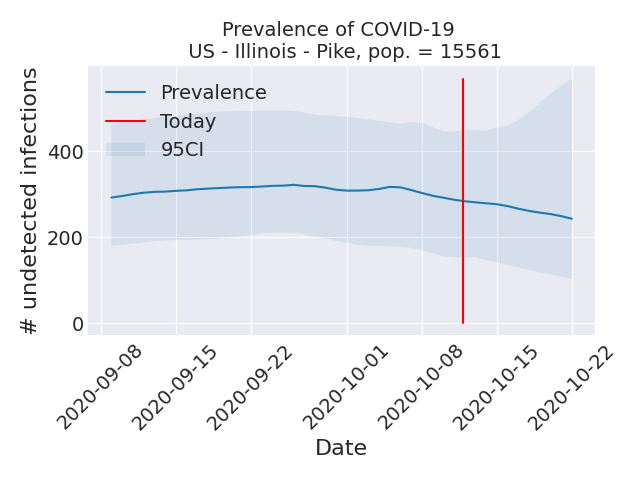 Prevalence of COVID-19
US - Illinois - Pike, pop. = 15561
# undetected infections
Prevalence
Today
95CI
400
200
0
2020-09-08
2020-09-15
2020-09-22
2020-10-01
2020-10-08
2020-10-15
2020-10-22
Date